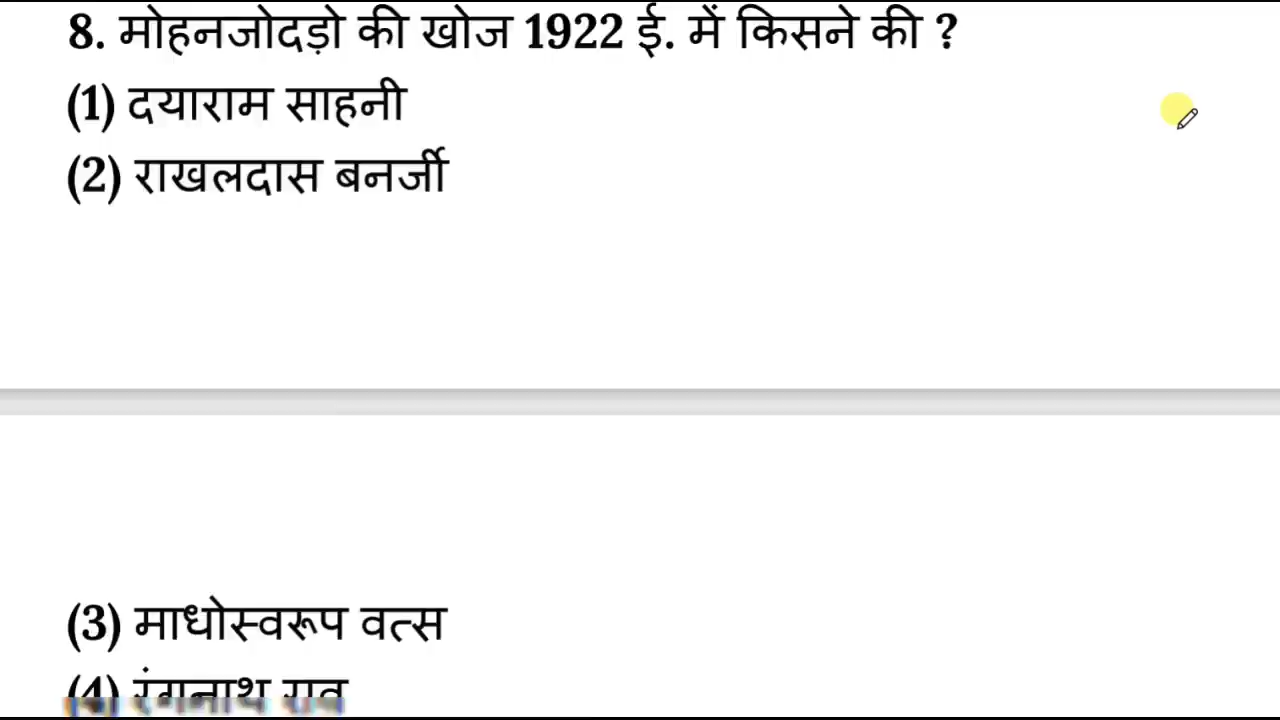 8. मोहनजोदड़ो की खोज 1922 ई. में किसने की ?
(1) दयाराम साहनी
(2) राखलदास बनर्जी
(3) माधोस्वरूप वत्स
(4) रंगनाथ राव